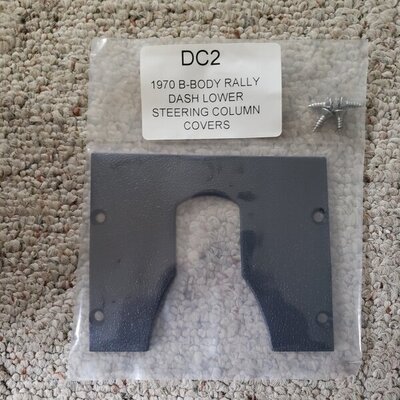 DC2
1970 B-BODY RALLY
DASH LOWER
STEERING COLUMN
COVERS